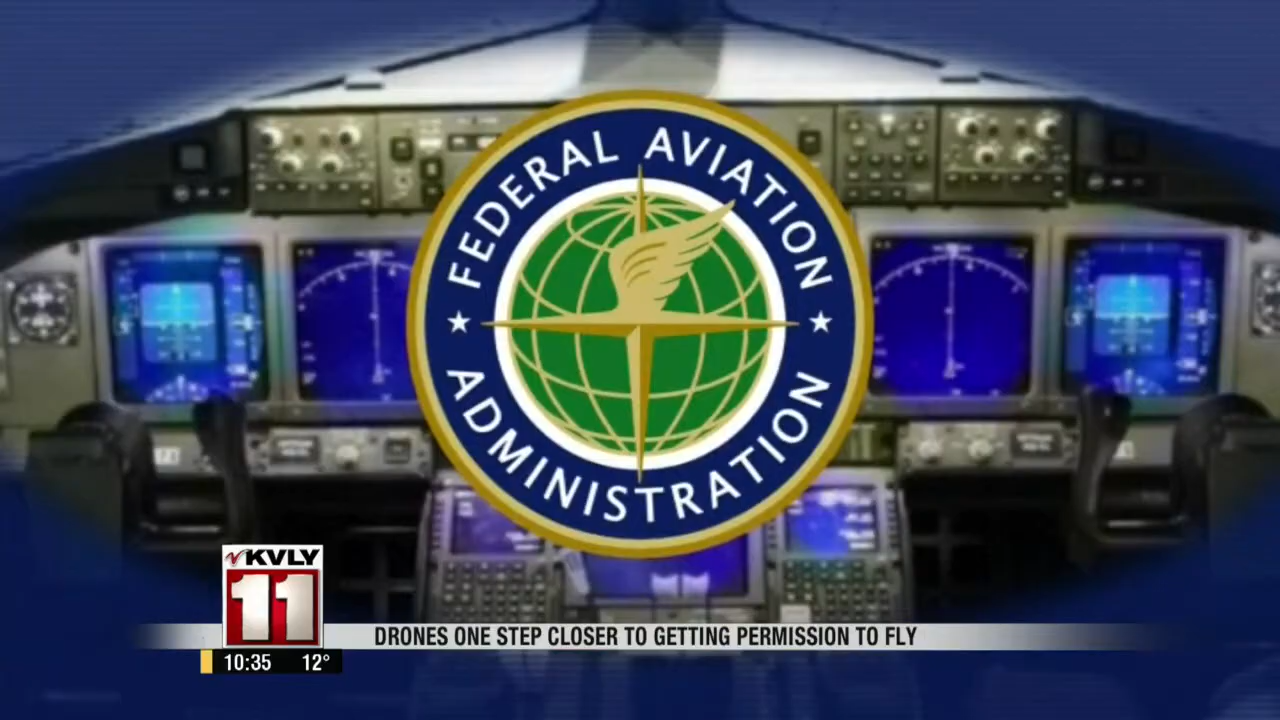 FEDERAL AVIATION
ADMINISTRATION
KVLY
11
DRONES ONE STEP CLOSER TO GETTING PERMISSION TO FLY
10:35 12°